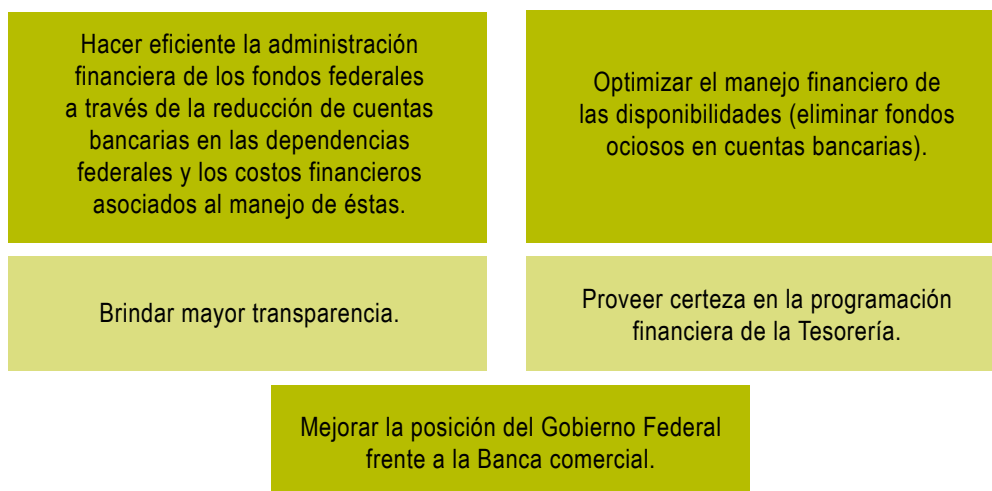 Hacer eficiente la administración
financiera de los fondos federales
a través de la reducción de cuentas
bancarias en las dependencias
federales y los costos financieros
asociados al manejo de éstas.
Optimizar el manejo financiero de
las disponibilidades (eliminar fondos
ociosos en cuentas bancarias).
Brindar mayor transparencia.
Proveer certeza en la programación
financiera de la Tesorería.
Mejorar la posición del Gobierno Federal
frente a la Banca comercial.